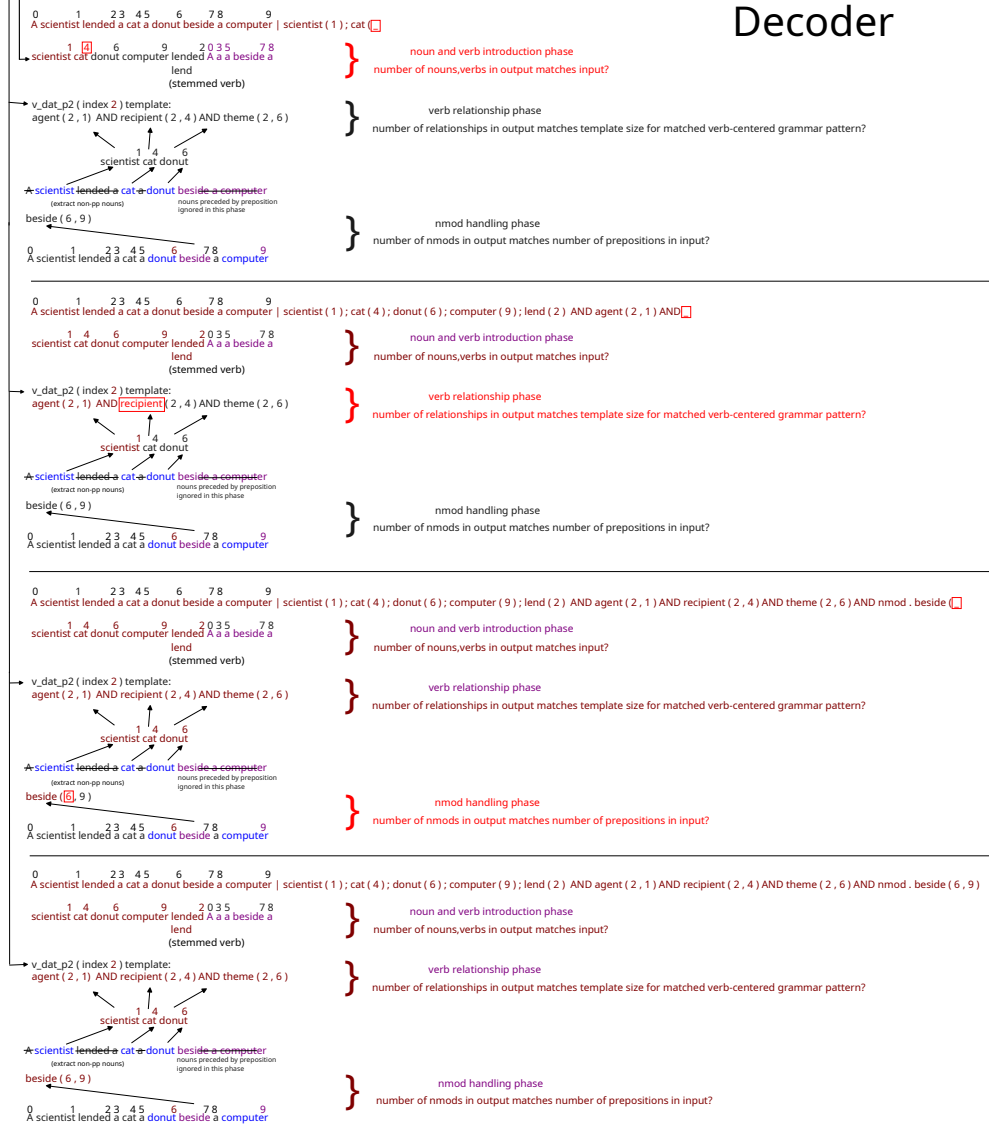 Decoder
0 1 2 3 4 5 6 7 8 9
A scientist lended a cat a donut beside a computer | scientist ( 1 ) ; cat ( _
1 4 6 9 2 0 3 5 7 8
scientist cat donut computer lended A a a beside a
noun and verb introduction phase
lend
number of nouns,verbs in output matches input?
(stemmed verb)
v_dat_p2 ( index 2 ) template:
agent ( 2 , 1) AND recipient ( 2 , 4 ) AND theme ( 2 , 6 )
verb relationship phase
number of relationships in output matches template size for matched verb-centered grammar pattern?
1 4 6
scientist cat donut
A scientist lended a cat a donut beside a computer
(extract non-pp nouns)
nouns preceded by preposition
ignored in this phase
beside ( 6 , 9 )
nmod handling phase
number of nmods in output matches number of prepositions in input?
0 1 2 3 4 5 6 7 8 9
A scientist lended a cat a donut beside a computer
0 1 2 3 4 5 6 7 8 9
A scientist lended a cat a donut beside a computer | scientist ( 1 ) ; cat ( 4 ) ; donut ( 6 ) ; computer ( 9 ) ; lend ( 2 ) AND agent ( 2 , 1 ) AND _
1 4 6 9 2 0 3 5 7 8
scientist cat donut computer lended A a a beside a
noun and verb introduction phase
lend
number of nouns,verbs in output matches input?
(stemmed verb)
v_dat_p2 ( index 2 ) template:
agent ( 2 , 1) AND recipient ( 2 , 4 ) AND theme ( 2 , 6 )
verb relationship phase
number of relationships in output matches template size for matched verb-centered grammar pattern?
1 4 6
scientist cat donut
A scientist lended a cat a donut beside a computer
(extract non-pp nouns)
nouns preceded by preposition
ignored in this phase
beside ( 6 , 9 )
nmod handling phase
number of nmods in output matches number of prepositions in input?
0 1 2 3 4 5 6 7 8 9
A scientist lended a cat a donut beside a computer
0 1 2 3 4 5 6 7 8 9
A scientist lended a cat a donut beside a computer | scientist ( 1 ) ; cat ( 4 ) ; donut ( 6 ) ; computer ( 9 ) ; lend ( 2 ) AND agent ( 2 , 1 ) AND recipient ( 2 , 4 ) AND theme ( 2 , 6 ) AND nmod . beside ( _
1 4 6 9 2 0 3 5 7 8
scientist cat donut computer lended A a a beside a
noun and verb introduction phase
lend
number of nouns,verbs in output matches input?
(stemmed verb)
v_dat_p2 ( index 2 ) template:
agent ( 2 , 1) AND recipient ( 2 , 4 ) AND theme ( 2 , 6 )
verb relationship phase
number of relationships in output matches template size for matched verb-centered grammar pattern?
1 4 6
scientist cat donut
A scientist lended a cat a donut beside a computer
(extract non-pp nouns)
nouns preceded by preposition
ignored in this phase
beside ( 6 , 9 )
nmod handling phase
number of nmods in output matches number of prepositions in input?
0 1 2 3 4 5 6 7 8 9
A scientist lended a cat a donut beside a computer
0 1 2 3 4 5 6 7 8 9
A scientist lended a cat a donut beside a computer | scientist ( 1 ) ; cat ( 4 ) ; donut ( 6 ) ; computer ( 9 ) ; lend ( 2 ) AND agent ( 2 , 1 ) AND recipient ( 2 , 4 ) AND theme ( 2 , 6 ) AND nmod . beside ( 6 , 9 )
1 4 6 9 2 0 3 5 7 8
scientist cat donut computer lended A a a beside a
noun and verb introduction phase
lend
number of nouns,verbs in output matches input?
(stemmed verb)
v_dat_p2 ( index 2 ) template:
agent ( 2 , 1) AND recipient ( 2 , 4 ) AND theme ( 2 , 6 )
verb relationship phase
number of relationships in output matches template size for matched verb-centered grammar pattern?
1 4 6
scientist cat donut
A scientist lended a cat a donut beside a computer
(extract non-pp nouns)
nouns preceded by preposition
ignored in this phase
beside ( 6 , 9 )
nmod handling phase
number of nmods in output matches number of prepositions in input?
0 1 2 3 4 5 6 7 8 9
A scientist lended a cat a donut beside a computer